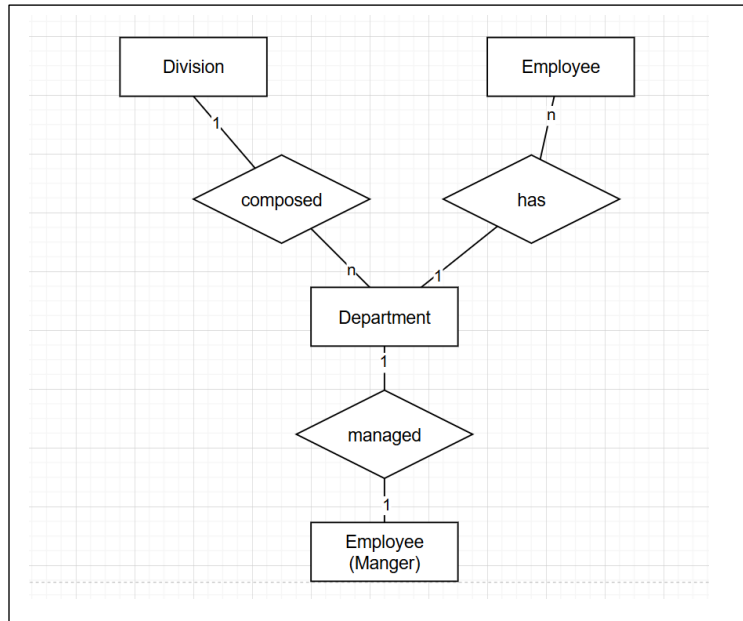 Division
Employee
1
n
composed
has
n
1
Department
1
managed
1
Employee
(Manger)